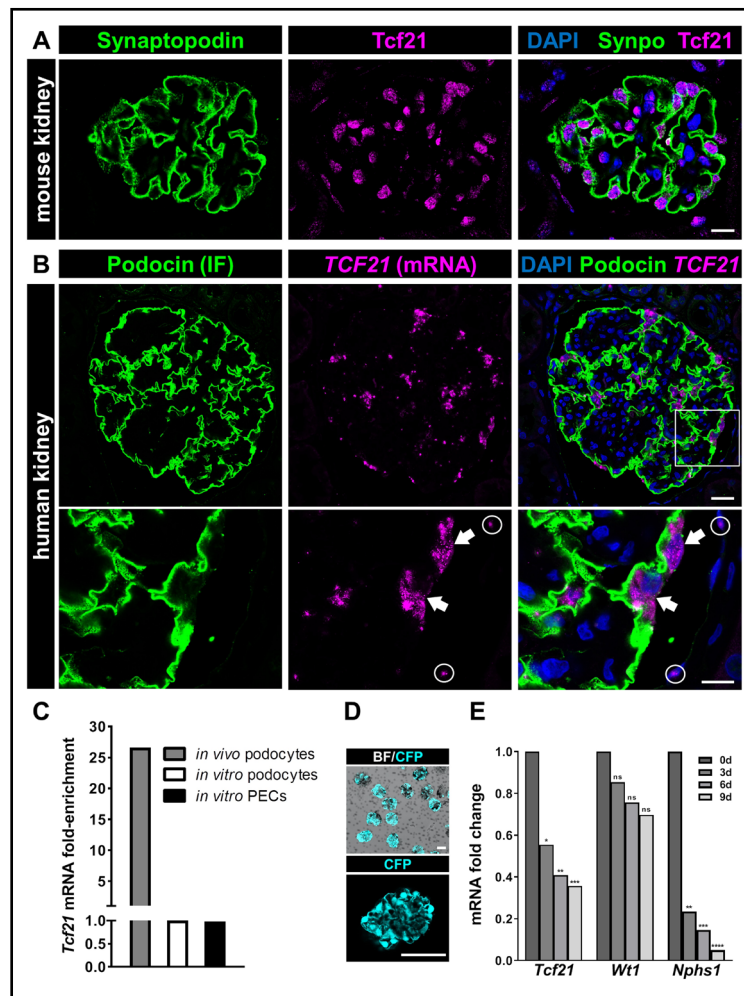 A
Synaptopodin
Tcf21
DAPI Synpo Tcf21
mouse kidney
B
Podocin (IF)
TCF21 (mRNA)
DAPI Podocin TCF21
human kidney
C
Tcf21 mRNA fold-enrichment
30
25
20
15
10
5
1.0
0.5
0.0
in vivo podocytes
in vitro podocytes
in vitro PECs
D
BF/CFP
CFP
E
mRNA fold change
1.0
0.8
0.6
0.4
0.2
0.0
0d
3d
6d
9d
* ** ***
ns ns ns
** *** ****
Tcf21 Wt1 Nphs1